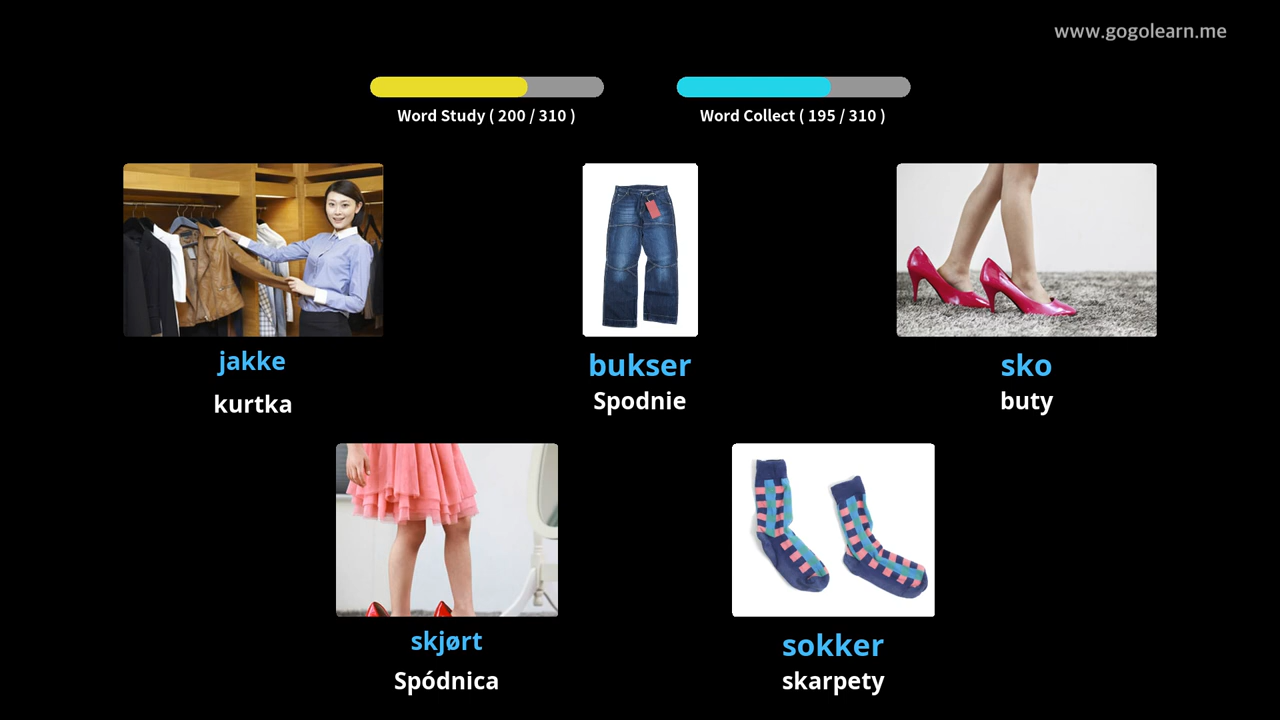 www.gogolearn.me
Word Study ( 200 / 310 )
Word Collect ( 195 / 310 )
jakke
kurtka
bukser
Spodnie
sko
buty
skjørt
Spódnica
sokker
skarpety